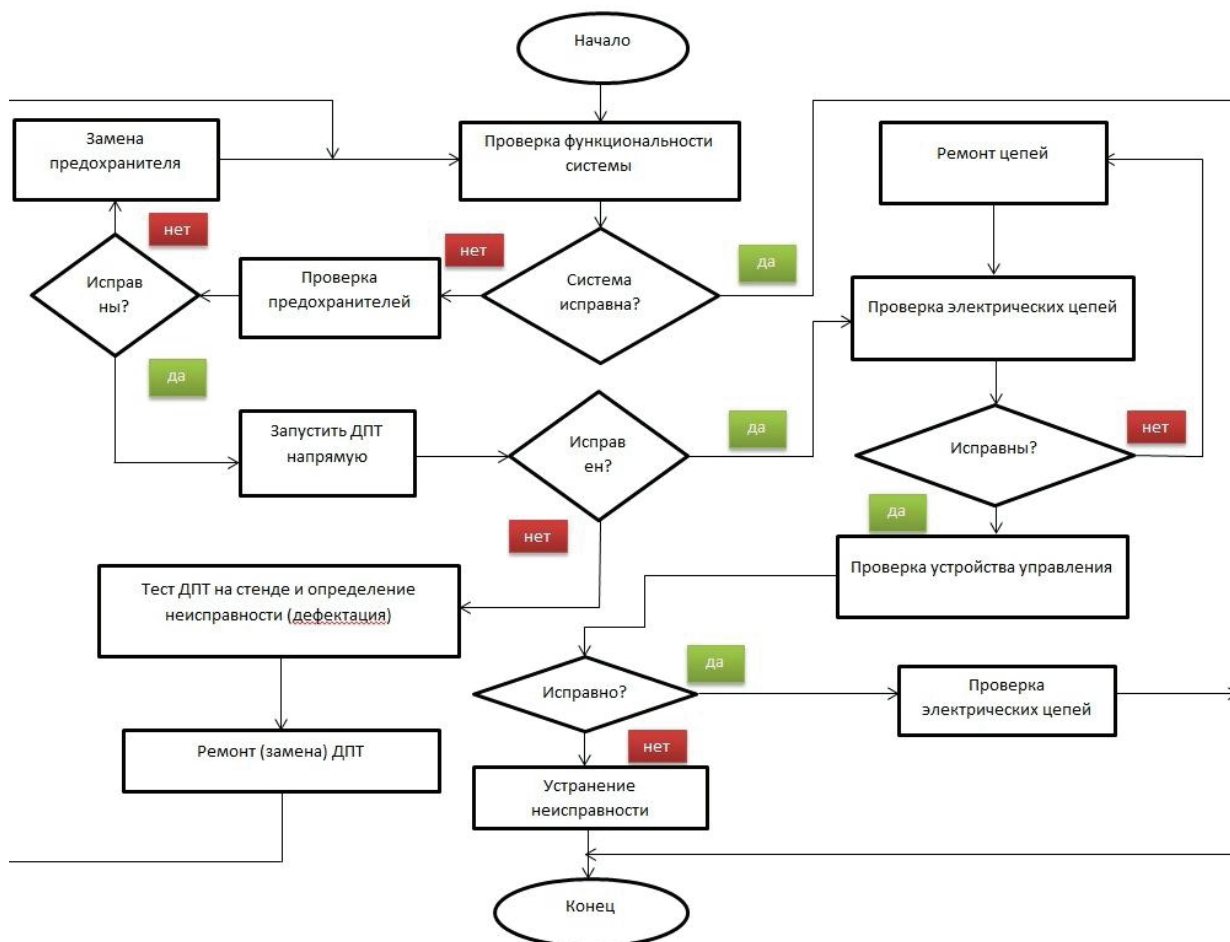 Начало
Замена
предохранителя
Проверка функциональности
системы
Ремонт цепей
нет
нет
да
Исправ
ны?
Проверка
предохранителей
Система
исправна?
Проверка электрических цепей
да
Запустить ДПТ
напрямую
Исправ
ен?
да
Исправны?
нет
нет
да
Тест ДПТ на стенде и определение
неисправности (дефектация)
Проверка устройства управления
Исправно?
да
Проверка
электрических цепей
Ремонт (замена) ДПТ
нет
Устранение
неисправности
Конец